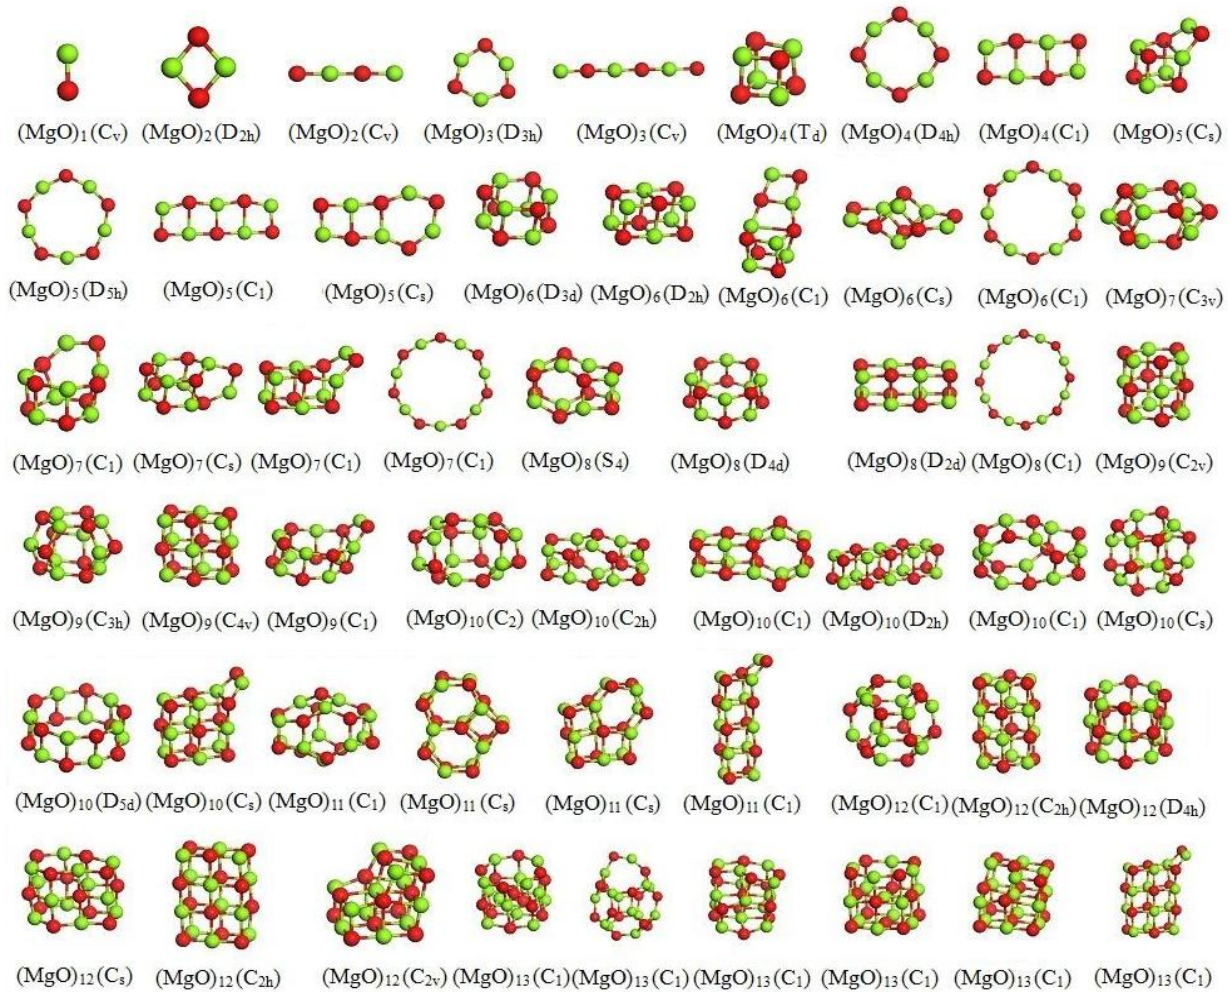 (MgO)₁(Cᵥ) (MgO)₂(D₂ₕ) (MgO)₂(Cᵥ) (MgO)₃(D₃ₕ) (MgO)₃(Cᵥ) (MgO)₄(T_d) (MgO)₄(D₄ₕ) (MgO)₄(C₁) (MgO)₅(Cₛ)
(MgO)₅(D₅ₕ) (MgO)₅(C₁) (MgO)₅(Cₛ) (MgO)₆(D₃d) (MgO)₆(D₂ₕ) (MgO)₆(C₁) (MgO)₆(Cₛ) (MgO)₆(C₁) (MgO)₇(C₃ᵥ)
(MgO)₇(C₁) (MgO)₇(Cₛ) (MgO)₇(C₁) (MgO)₇(C₁) (MgO)₈(S₄) (MgO)₈(D₄d) (MgO)₈(D₂d) (MgO)₈(C₁) (MgO)₉(C₂ᵥ)
(MgO)₉(C₃ₕ) (MgO)₉(C₄ᵥ) (MgO)₉(C₁) (MgO)₁₀(C₂) (MgO)₁₀(C₂ₕ) (MgO)₁₀(C₁) (MgO)₁₀(D₂ₕ) (MgO)₁₀(C₁) (MgO)₁₀(Cₛ)
(MgO)₁₀(D₅d) (MgO)₁₀(Cₛ) (MgO)₁₁(C₁) (MgO)₁₁(Cₛ) (MgO)₁₁(Cₛ) (MgO)₁₁(C₁) (MgO)₁₂(C₁) (MgO)₁₂(C₂ₕ) (MgO)₁₂(D₄ₕ)
(MgO)₁₂(Cₛ) (MgO)₁₂(C₂ₕ) (MgO)₁₂(C₂ᵥ) (MgO)₁₃(C₁) (MgO)₁₃(C₁) (MgO)₁₃(C₁) (MgO)₁₃(C₁) (MgO)₁₃(C₁) (MgO)₁₃(C₁)